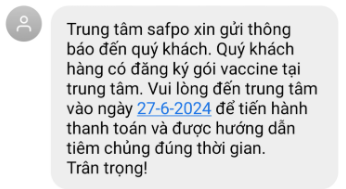 Trung tâm safpo xin gửi thông
báo đến quý khách. Quý khách
hàng có đăng ký gói vaccine tại
trung tâm. Vui lòng đến trung tâm
vào ngày 27-6-2024 để tiến hành
thanh toán và được hướng dẫn
tiêm chủng đúng thời gian.
Trân trọng!